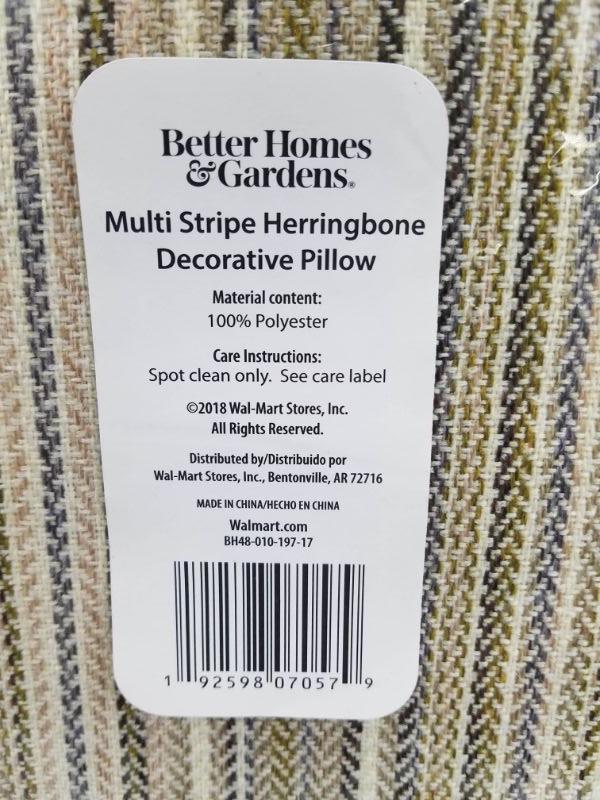 Better Homes
&Gardens®
Multi Stripe Herringbone
Decorative Pillow
Material content:
100% Polyester
Care Instructions:
Spot clean only. See care label
©2018 Wal-Mart Stores, Inc.
All Rights Reserved.
Distributed by/Distribuido por
Wal-Mart Stores, Inc., Bentonville, AR 72716
MADE IN CHINA/HECHO EN CHINA
Walmart.com
BH48-010-197-17
1 92598 07057 9